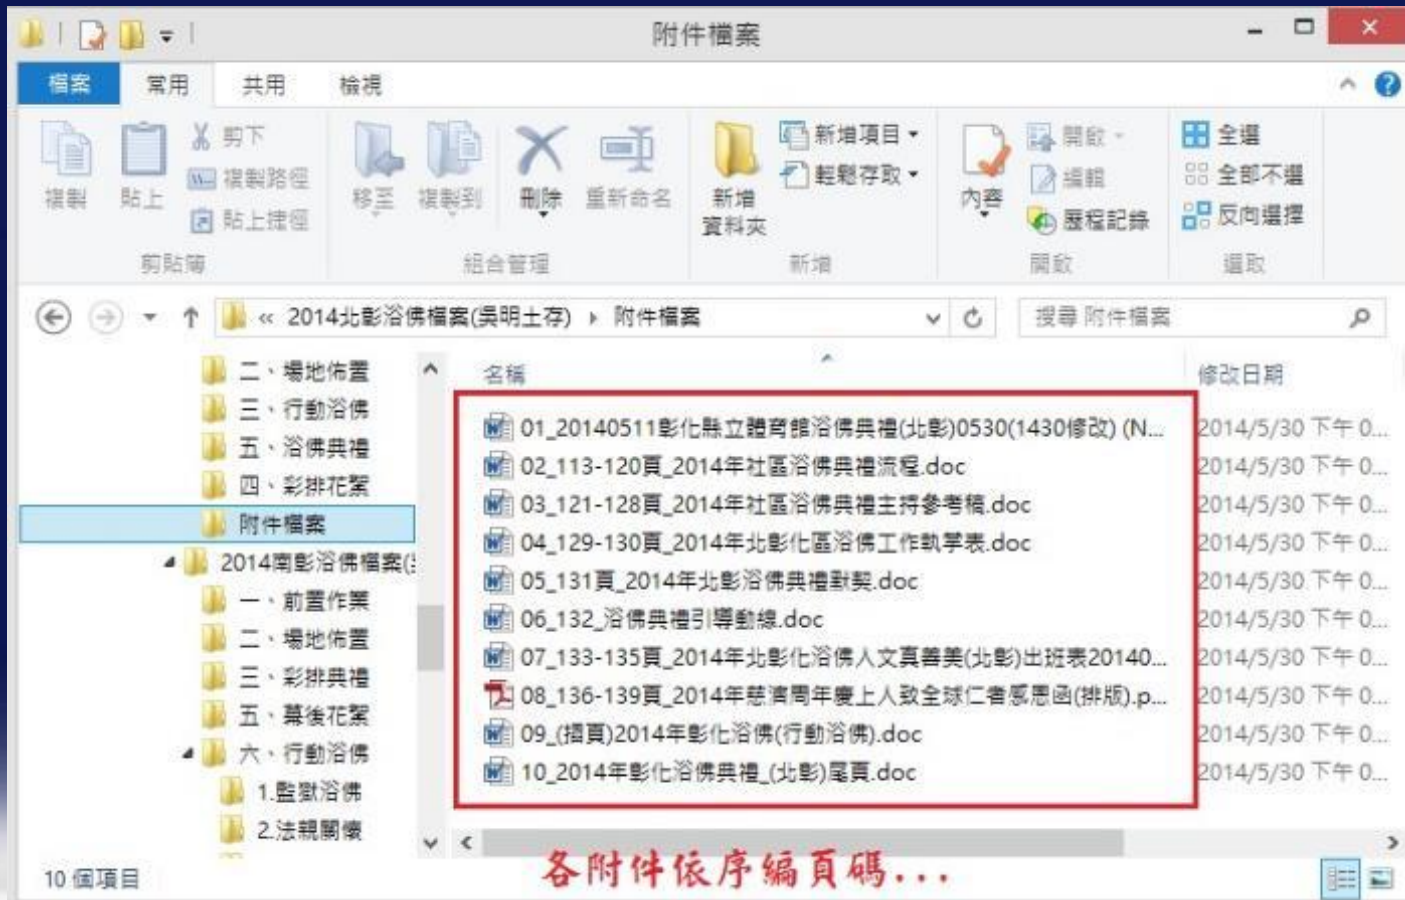 附件檔案
檔案 常用 共用 檢視
複製 貼上 剪下 複製路徑 貼上捷徑
移至 複製到 刪除 重新命名
新增資料夾 新增項目 輕鬆存取
內容 開啟 編輯 歷程記錄
全選 全部不選 反向選擇
剪貼簿 組合管理 新增 開啟 選取
« 2014北彰浴佛檔案(吳明土存) 附件檔案
搜尋 附件檔案
二、場地佈置
三、行動浴佛
五、浴佛典禮
四、彩排花絮
附件檔案
2014南彰浴佛檔案(
一、前置作業
二、場地佈置
三、彩排典禮
五、幕後花絮
六、行動浴佛
1.監獄浴佛
2.法親關懷
名稱 修改日期
01_20140511彰化縣立體育館浴佛典禮(北彰)0530(1430修改) (N... 2014/5/30 下午 0...
02_113-120頁_2014年社區浴佛典禮流程.doc 2014/5/30 下午 0...
03_121-128頁_2014年社區浴佛典禮主持參考稿.doc 2014/5/30 下午 0...
04_129-130頁_2014年北彰化區浴佛工作執掌表.doc 2014/5/30 下午 0...
05_131頁_2014年北彰浴佛典禮默契.doc 2014/5/30 下午 0...
06_132_浴佛典禮引導動線.doc 2014/5/30 下午 0...
07_133-135頁_2014年北彰化浴佛人文真善美(北彰)出班表20140... 2014/5/30 下午 0...
08_136-139頁_2014年慈濟周年慶上人致全球仁者感恩函(排版).p... 2014/5/30 下午 0...
09_(摺頁)2014年彰化浴佛(行動浴佛).doc 2014/5/30 下午 0...
10_2014年彰化浴佛典禮_(北彰)尾頁.doc 2014/5/30 下午 0...
各附件依序編頁碼...
10 個項目